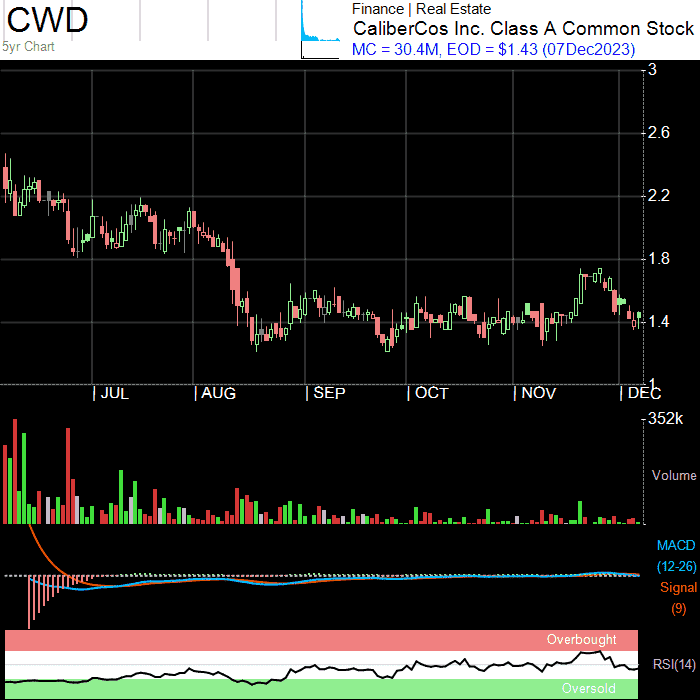 CWD
5yr Chart
Finance | Real Estate
CaliberCos Inc. Class A Common Stock
MC = 30.4M, EOD = $1.43 (07Dec2023)
3
2.6
2.2
1.8
1.4
1
JUL AUG SEP OCT NOV DEC
352k
Volume
MACD
(12-26)
Signal
(9)
Overbought
RSI(14)
Oversold